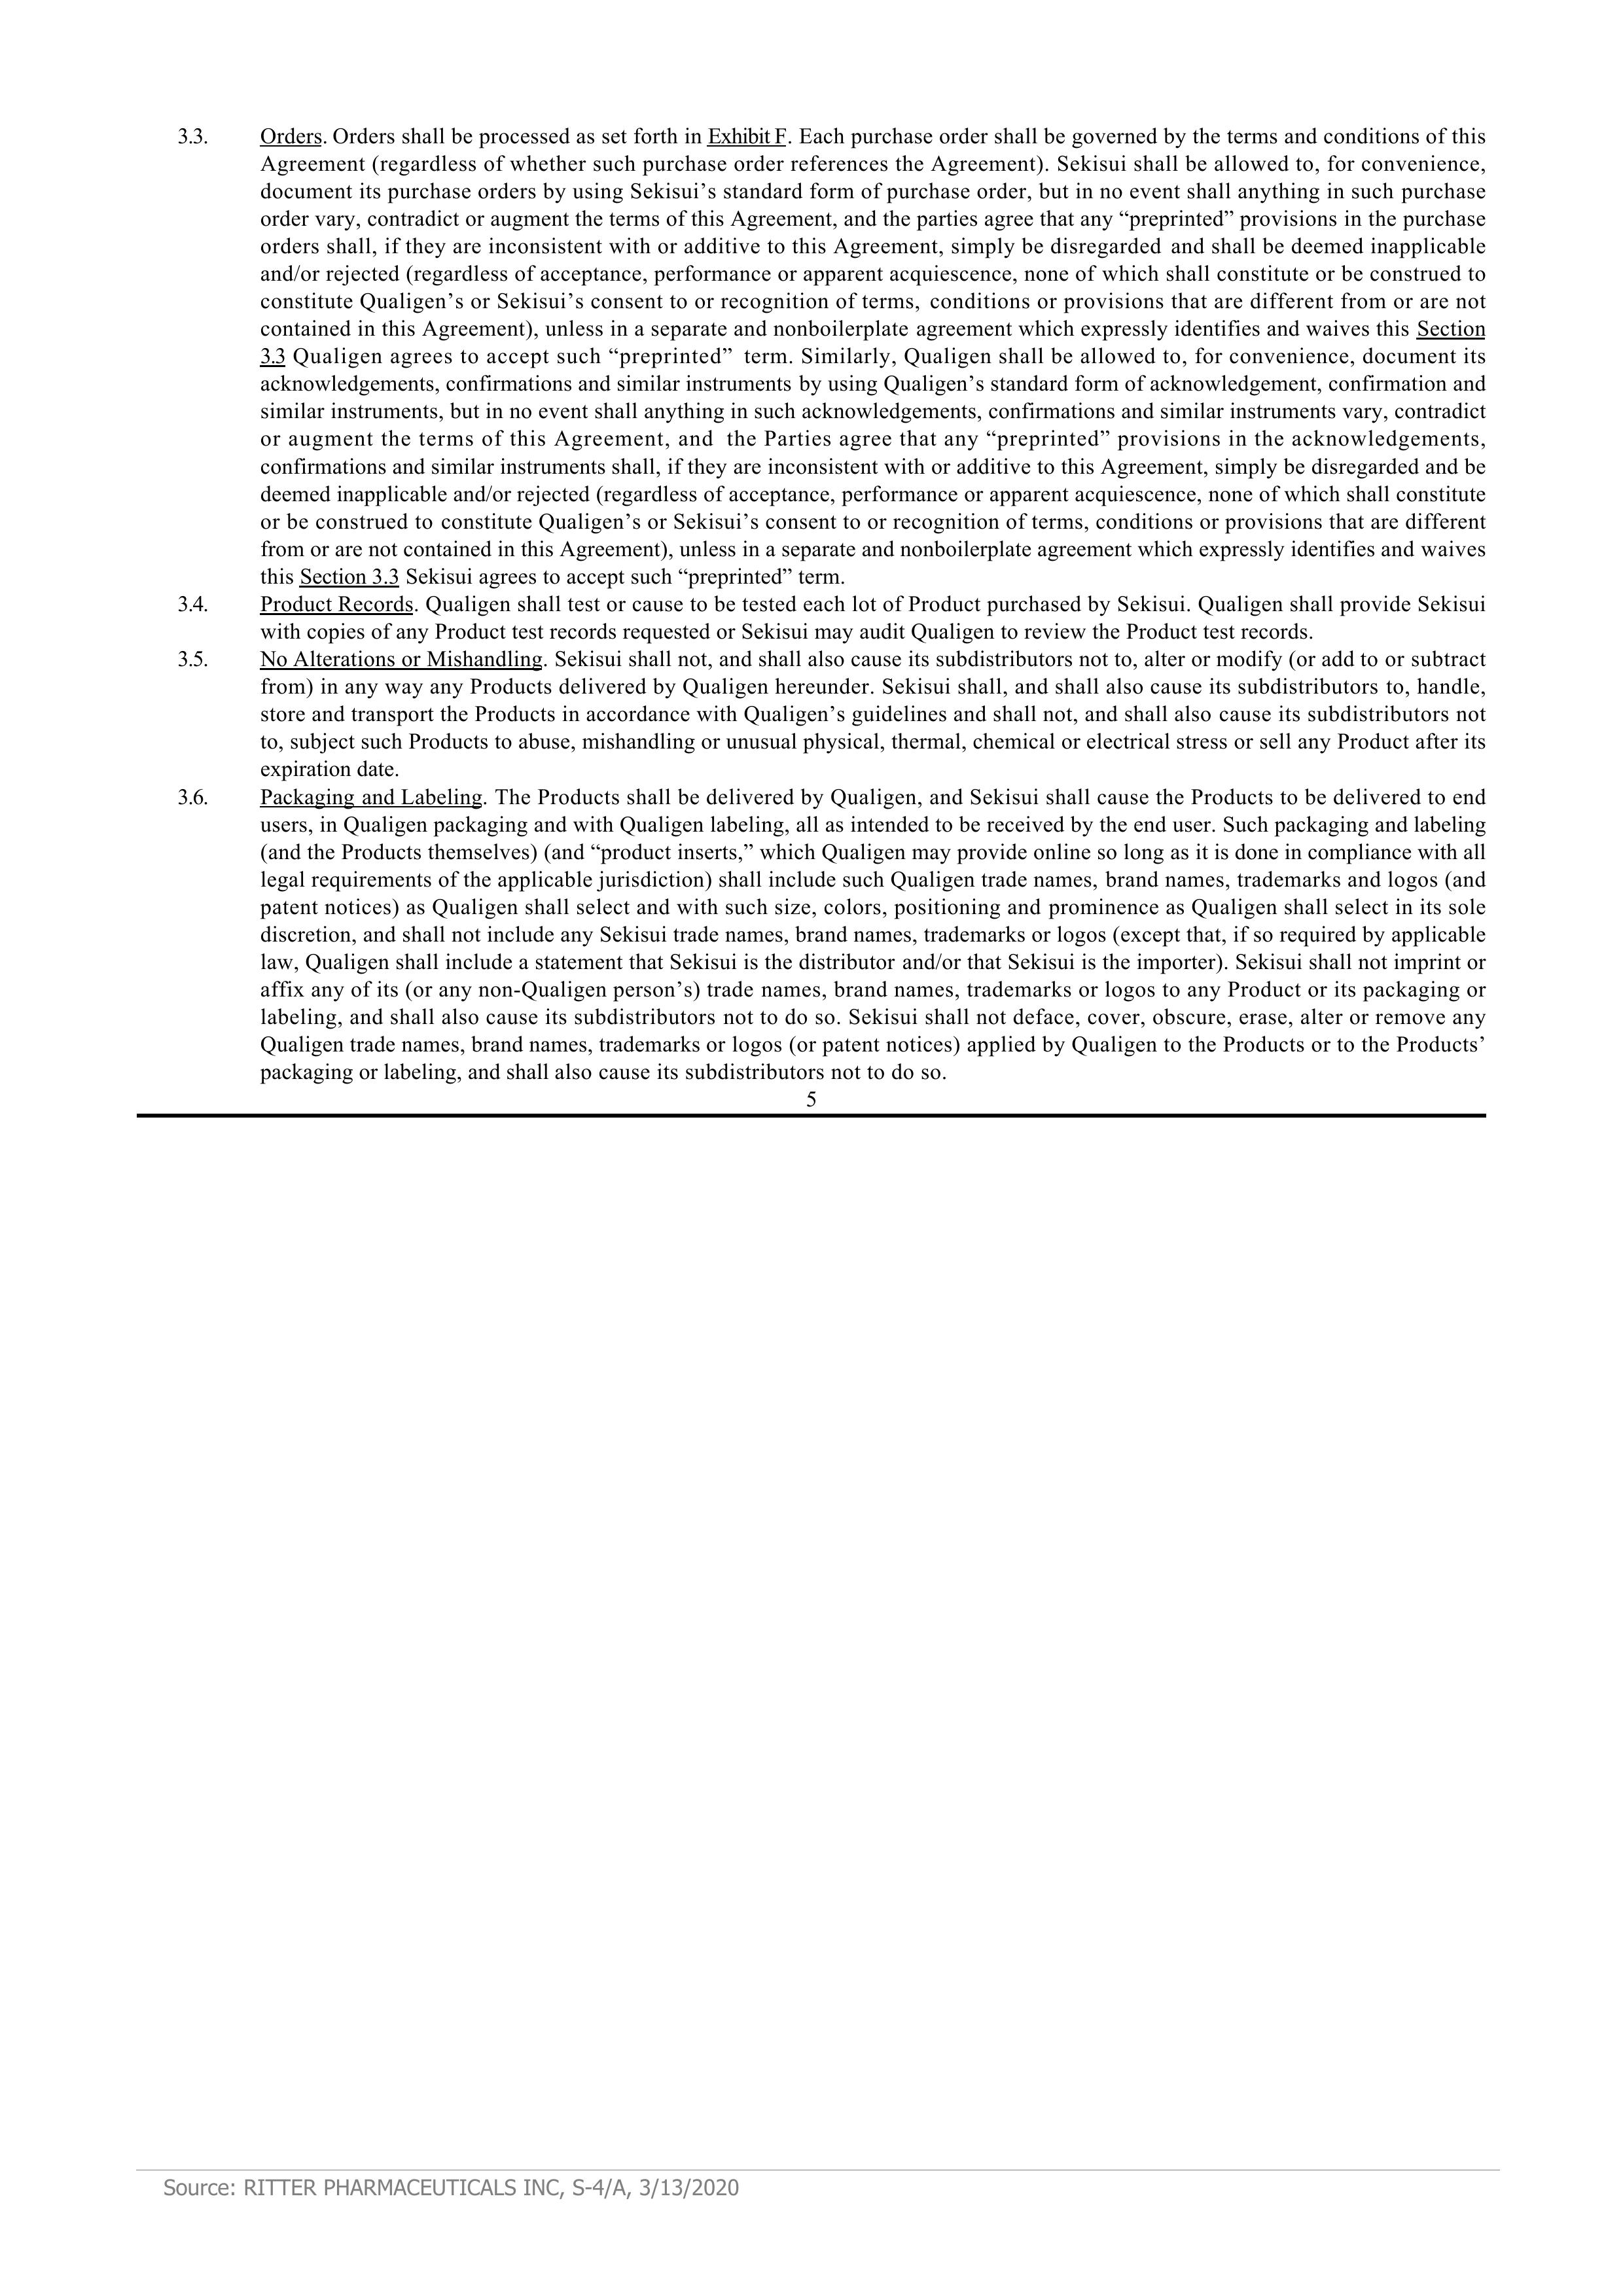 3.3. Orders. Orders shall be processed as set forth in Exhibit F. Each purchase order shall be governed by the terms and conditions of this
Agreement (regardless of whether such purchase order references the Agreement). Sekisui shall be allowed to, for convenience,
document its purchase orders by using Sekisui’s standard form of purchase order, but in no event shall anything in such purchase
order vary, contradict or augment the terms of this Agreement, and the parties agree that any “preprinted” provisions in the purchase
orders shall, if they are inconsistent with or additive to this Agreement, simply be disregarded and shall be deemed inapplicable
and/or rejected (regardless of acceptance, performance or apparent acquiescence, none of which shall constitute or be construed to
constitute Qualigen’s or Sekisui’s consent to or recognition of terms, conditions or provisions that are different from or are not
contained in this Agreement), unless in a separate and nonboilerplate agreement which expressly identifies and waives this Section
3.3 Qualigen agrees to accept such “preprinted” term. Similarly, Qualigen shall be allowed to, for convenience, document its
acknowledgements, confirmations and similar instruments by using Qualigen’s standard form of acknowledgement, confirmation and
similar instruments, but in no event shall anything in such acknowledgements, confirmations and similar instruments vary, contradict
or augment the terms of this Agreement, and the Parties agree that any “preprinted” provisions in the acknowledgements,
confirmations and similar instruments shall, if they are inconsistent with or additive to this Agreement, simply be disregarded and be
deemed inapplicable and/or rejected (regardless of acceptance, performance or apparent acquiescence, none of which shall constitute
or be construed to constitute Qualigen’s or Sekisui’s consent to or recognition of terms, conditions or provisions that are different
from or are not contained in this Agreement), unless in a separate and nonboilerplate agreement which expressly identifies and waives
this Section 3.3 Sekisui agrees to accept such “preprinted” term.
3.4. Product Records. Qualigen shall test or cause to be tested each lot of Product purchased by Sekisui. Qualigen shall provide Sekisui
with copies of any Product test records requested or Sekisui may audit Qualigen to review the Product test records.
3.5. No Alterations or Mishandling. Sekisui shall not, and shall also cause its subdistributors not to, alter or modify (or add to or subtract
from) in any way any Products delivered by Qualigen hereunder. Sekisui shall, and shall also cause its subdistributors to, handle,
store and transport the Products in accordance with Qualigen’s guidelines and shall not, and shall also cause its subdistributors not
to, subject such Products to abuse, mishandling or unusual physical, thermal, chemical or electrical stress or sell any Product after its
expiration date.
3.6. Packaging and Labeling. The Products shall be delivered by Qualigen, and Sekisui shall cause the Products to be delivered to end
users, in Qualigen packaging and with Qualigen labeling, all as intended to be received by the end user. Such packaging and labeling
(and the Products themselves) (and “product inserts,” which Qualigen may provide online so long as it is done in compliance with all
legal requirements of the applicable jurisdiction) shall include such Qualigen trade names, brand names, trademarks and logos (and
patent notices) as Qualigen shall select and with such size, colors, positioning and prominence as Qualigen shall select in its sole
discretion, and shall not include any Sekisui trade names, brand names, trademarks or logos (except that, if so required by applicable
law, Qualigen shall include a statement that Sekisui is the distributor and/or that Sekisui is the importer). Sekisui shall not imprint or
affix any of its (or any non-Qualigen person’s) trade names, brand names, trademarks or logos to any Product or its packaging or
labeling, and shall also cause its subdistributors not to do so. Sekisui shall not deface, cover, obscure, erase, alter or remove any
Qualigen trade names, brand names, trademarks or logos (or patent notices) applied by Qualigen to the Products or to the Products’
packaging or labeling, and shall also cause its subdistributors not to do so.
5
Source: RITTER PHARMACEUTICALS INC, S-4/A, 3/13/2020